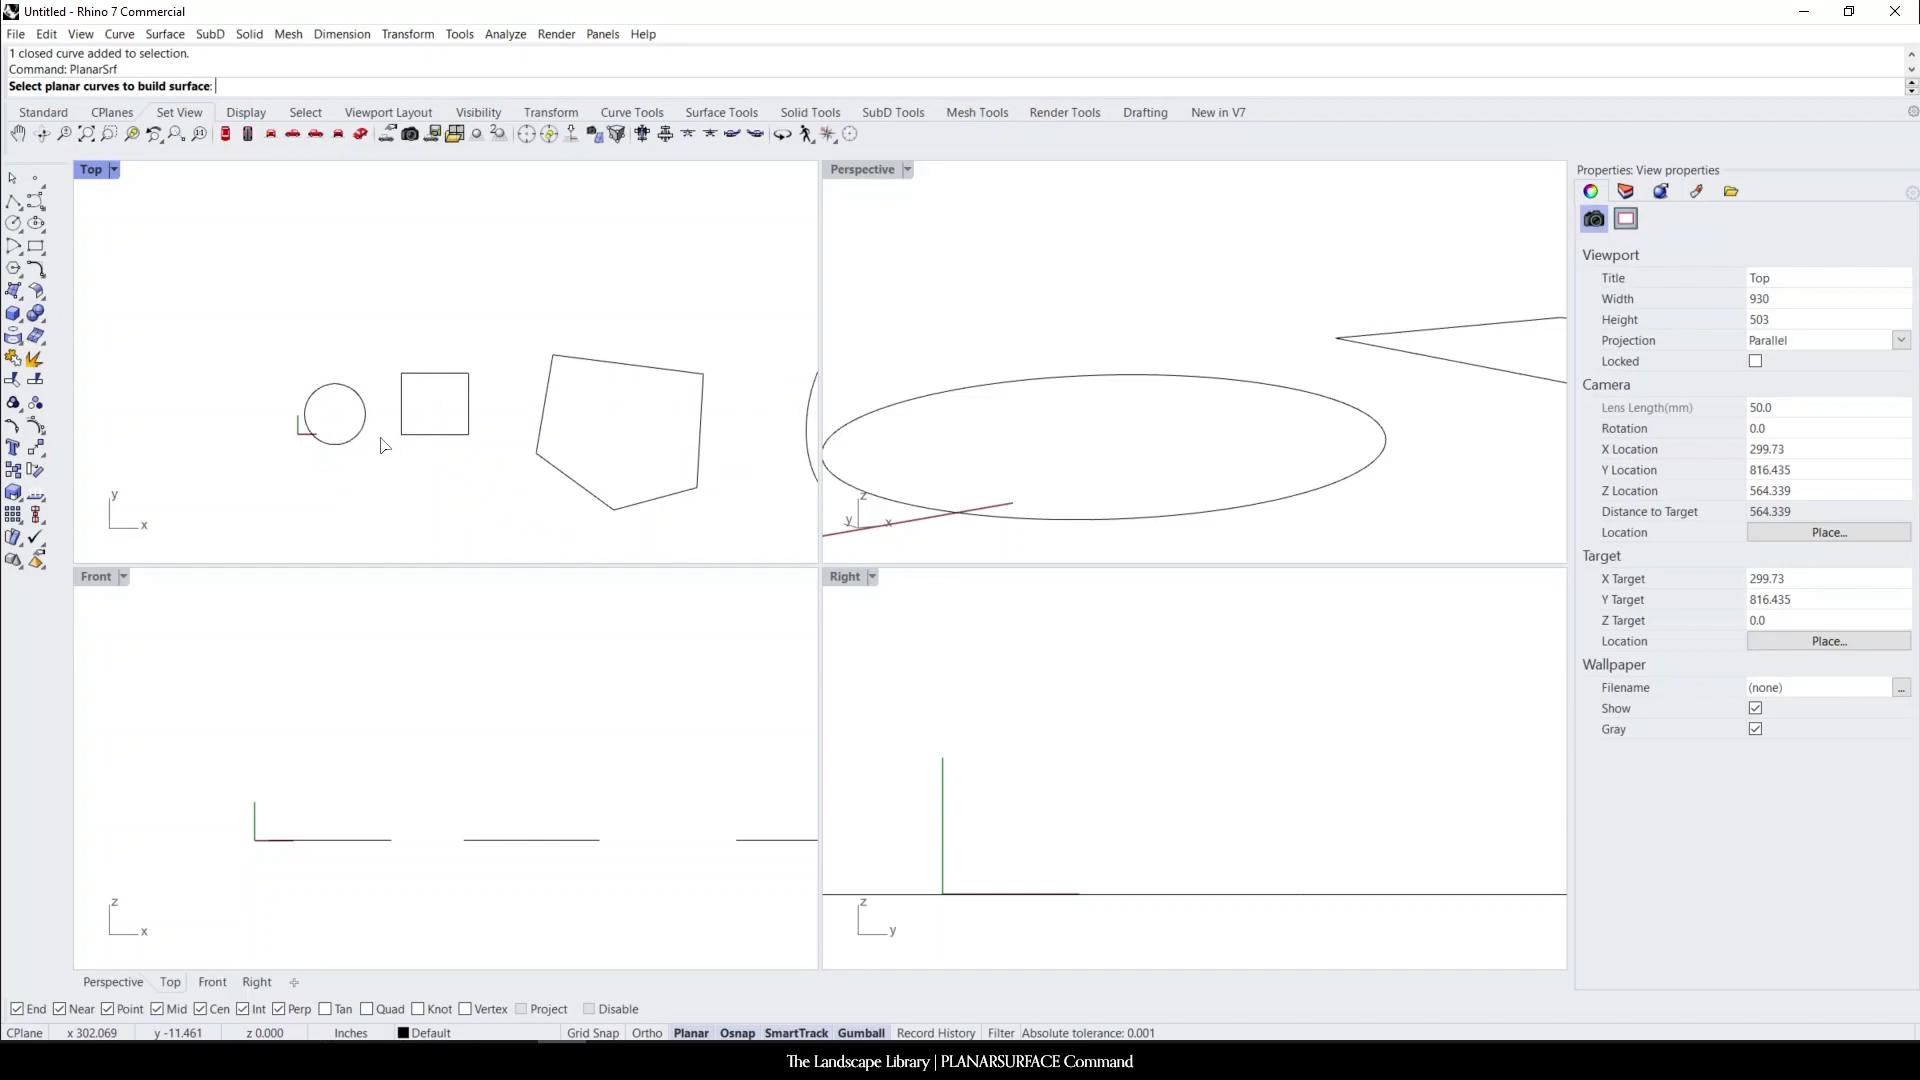 Untitled - Rhino 7 Commercial
File Edit View Curve Surface SubD Solid Mesh Dimension Transform Tools Analyze Render Panels Help
1 closed curve added to selection.
Command: PlanarSrf
Select planar curves to build surface:
Standard CPlanes Set View Display Select Viewport Layout Visibility Transform Curve Tools Surface Tools Solid Tools SubD Tools Mesh Tools Render Tools Drafting New in V7
Top
Perspective
Properties: View properties
Viewport
Title Top
Width 930
Height 503
Projection Parallel
Locked
Camera
Lens Length(mm) 50.0
Rotation 0.0
X Location 299.73
Y Location 816.435
Z Location 564.339
Distance to Target 564.339
Location Place...
Target
X Target 299.73
Y Target 816.435
Z Target 0.0
Location Place...
Wallpaper
Filename (none) ...
Show
Gray
y
x
z
y
x
Front
Right
z
x
z
y
Perspective Top Front Right
End Near Point Mid Cen Int Perp Tan Quad Knot Vertex Project Disable
CPlane x 302.069 y -11.461 z 0.000 Inches Default Grid Snap Ortho Planar Osnap SmartTrack Gumball Record History Filter Absolute tolerance: 0.001
The Landscape Library | PLANARSURFACE Command